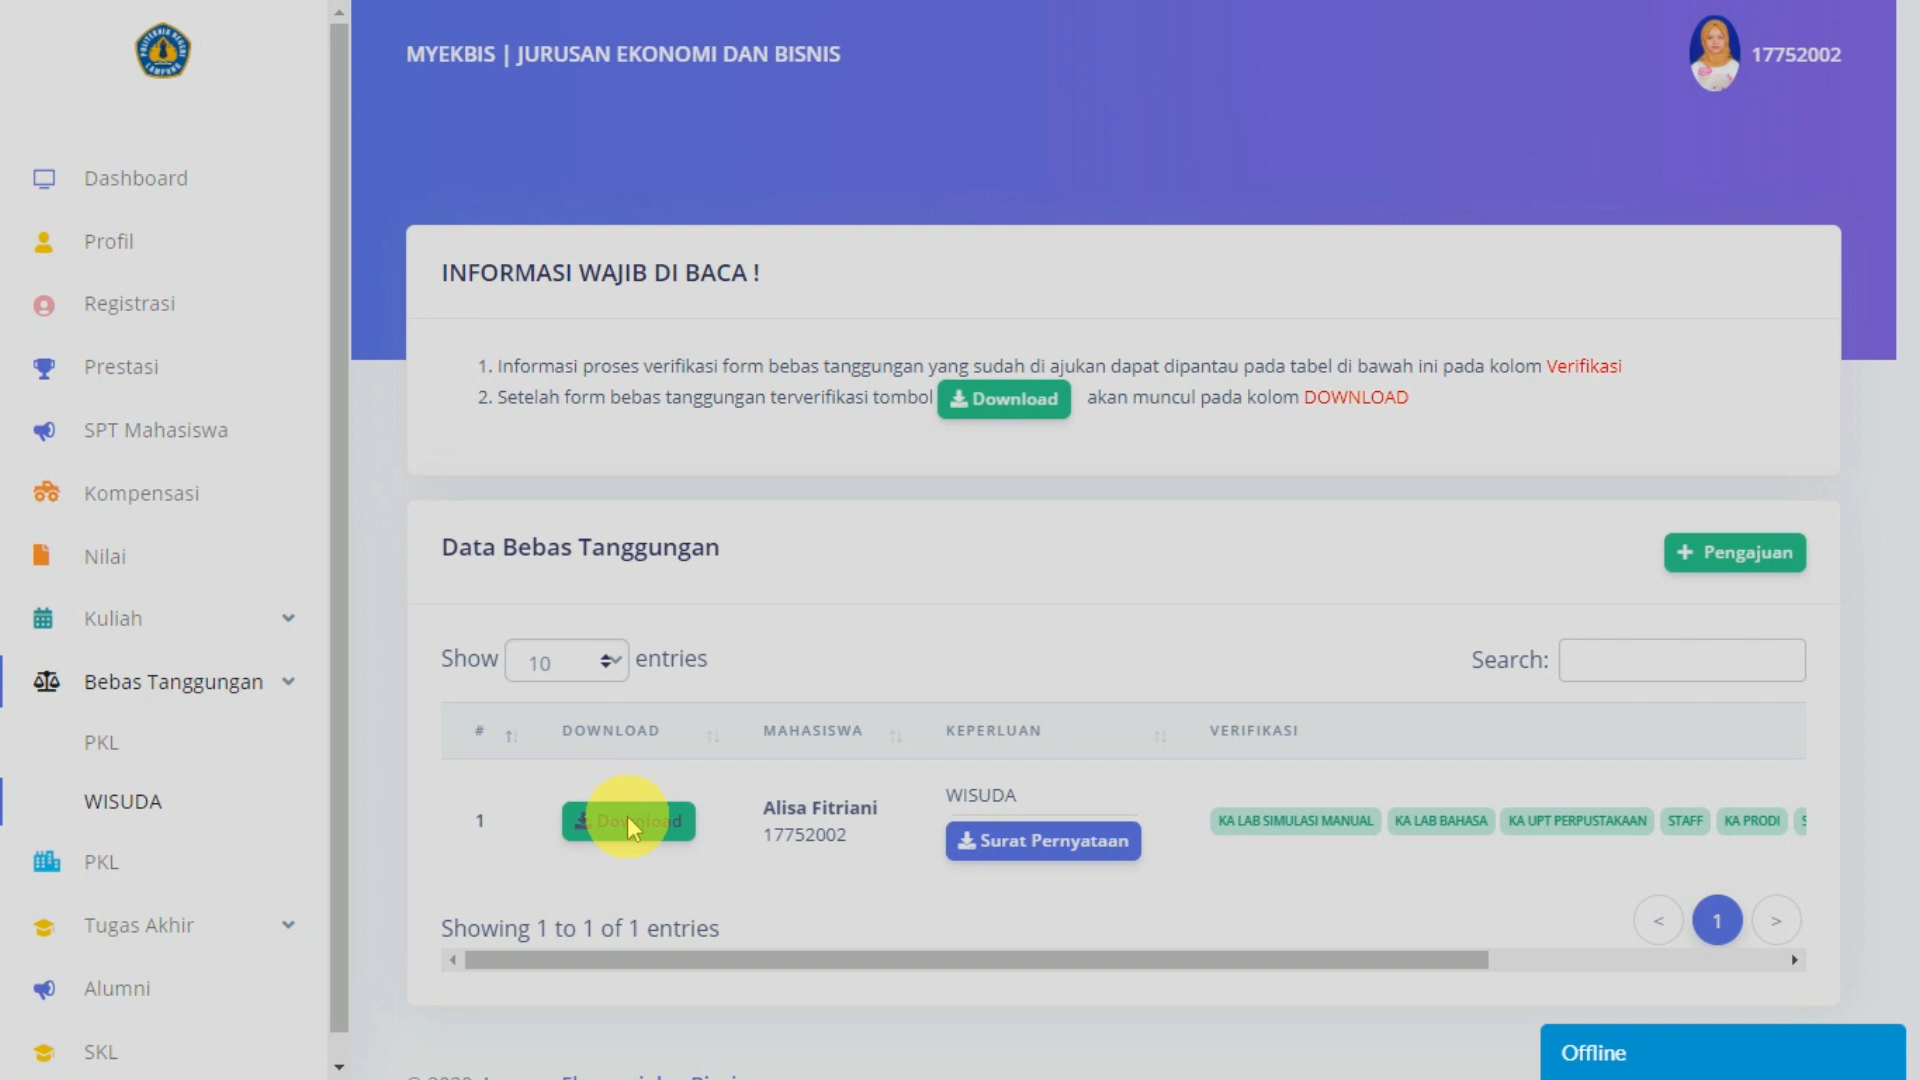 POLITEKNIK NEGERI
LAMPUNG
MYEKBIS | JURUSAN EKONOMI DAN BISNIS
17752002
Dashboard
Profil
Registrasi
Prestasi
SPT Mahasiswa
Kompensasi
Nilai
Kuliah
Bebas Tanggungan
PKL
WISUDA
PKL
Tugas Akhir
Alumni
SKL
INFORMASI WAJIB DI BACA !
1. Informasi proses verifikasi form bebas tanggungan yang sudah di ajukan dapat dipantau pada tabel di bawah ini pada kolom Verifikasi
2. Setelah form bebas tanggungan terverifikasi tombol Download akan muncul pada kolom DOWNLOAD
Data Bebas Tanggungan
+ Pengajuan
Show 10 entries
Search:
# DOWNLOAD MAHASISWA KEPERLUAN VERIFIKASI
1 Download Alisa Fitriani 17752002 WISUDA Surat Pernyataan KA LAB SIMULASI MANUAL KA LAB BAHASA KA UPT PERPUSTAKAAN STAFF KA PRODI
Showing 1 to 1 of 1 entries
< 1 >
Offline